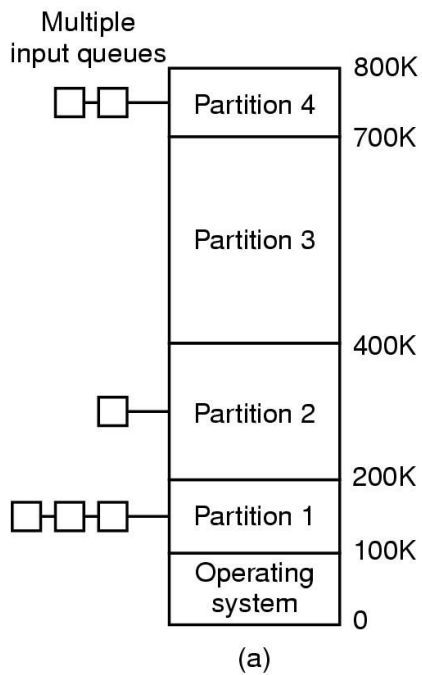 Multiple
input queues
800K
Partition 4
700K
Partition 3
400K
Partition 2
200K
Partition 1
100K
Operating
system
0
(a)